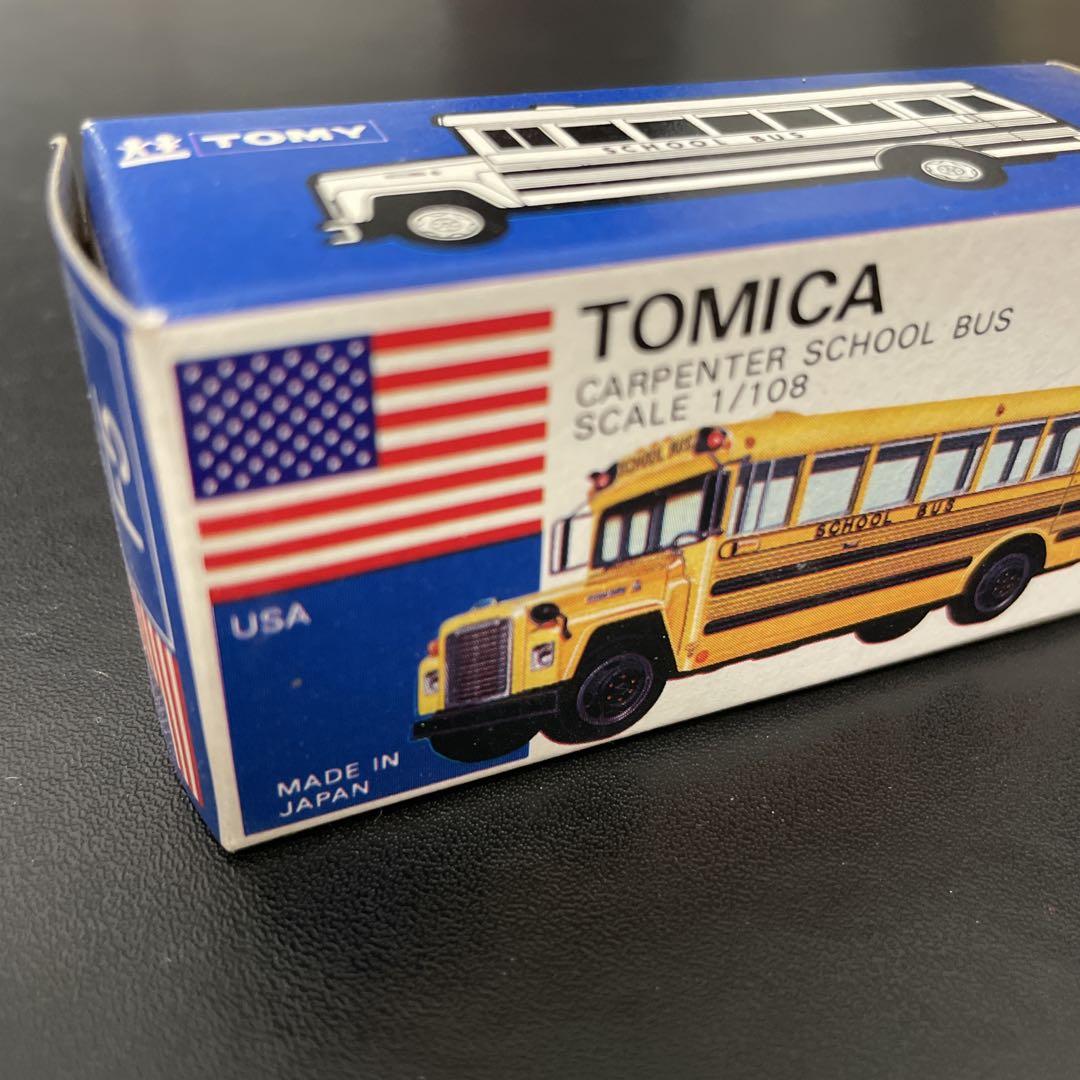 TOMY
SCHOOL BUS
TOMICA
CARPENTER SCHOOL BUS
SCALE 1/108
SCHOOL BUS
SCHOOL BUS
USA
MADE IN
JAPAN